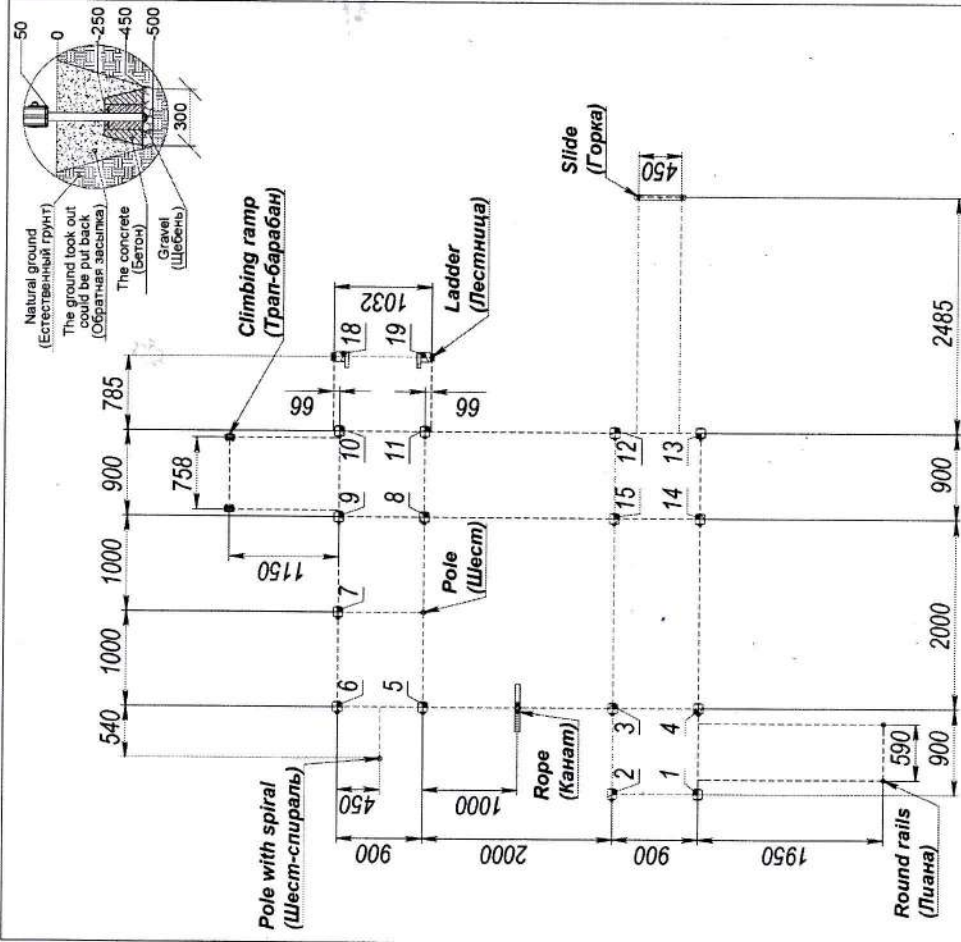 50
0
-250
-450
-500
300
Natural ground
(Естественный грунт)
The ground took out
could be put back
(Обратная засыпка)
The concrete
(Бетон)
Gravel
(Щебень)
Climbing ramp
(Трап-барабан)
Slide
(Горка)
450
785
900
758
1000
1000
540
1150
1032
18
19
Ladder
(Лестница)
66
66
10
11
9
8
7
6
5
Pole
(Шест)
12
13
15
14
2485
Pole with spiral
(Шест-спираль)
450
900
1000
Rope
(Канат)
2000
3
4
2
1
900
2000
900
590
900
1950
Round rails
(Лиана)